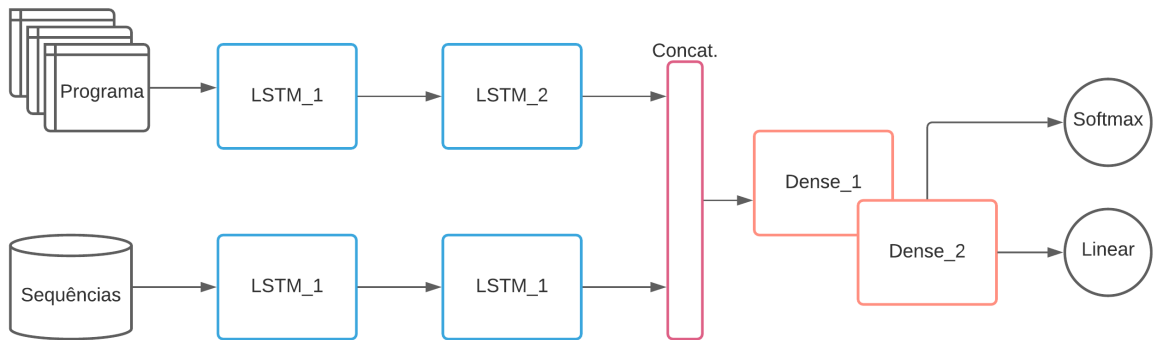 Programa
LSTM_1
LSTM_2
Concat.
Dense_1
Softmax
Sequências
LSTM_1
LSTM_1
Dense_2
Linear